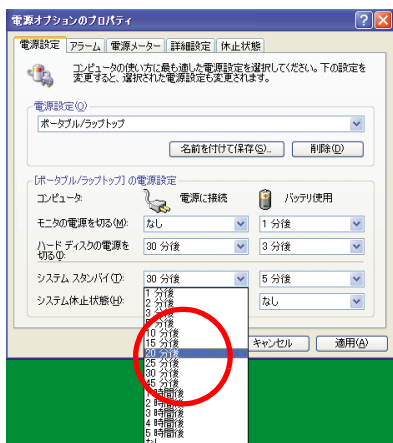 電源オプションのプロパティ
電源設定 アラーム 電源メーター 詳細設定 休止状態
コンピュータの使い方に最も適した電源設定を選択してください。下の設定を
変更すると、選択された電源設定も変更されます。
電源設定(O)
ポータブル/ラップトップ
名前を付けて保存(S)... 削除(D)
[ポータブル/ラップトップ] の電源設定
コンピュータ: 電源に接続 バッテリ使用
モニタの電源を切る(M): なし 1 分後
ハード ディスクの電源を 30 分後 3 分後
切る(I):
システム スタンバイ(T): 30 分後 5 分後
システム休止状態(H): なし
1 分後
2 分後
3 分後
5 分後
10 分後
15 分後
20 分後
25 分後
30 分後
45 分後
1 時間後
2 時間後
3 時間後
4 時間後
5 時間後
なし
キャンセル 適用(A)